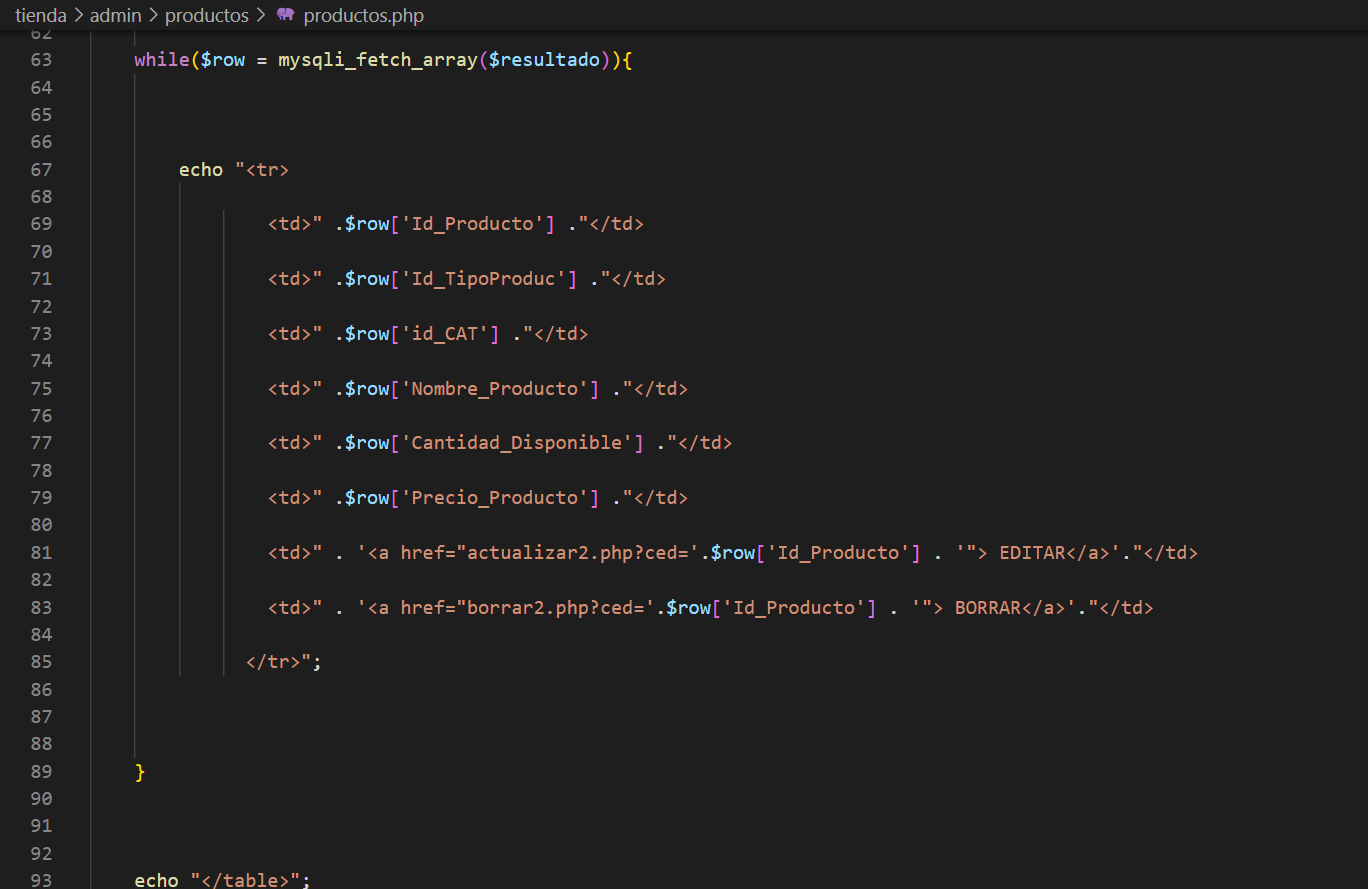 tienda > admin > productos > productos.php
62
63 while($row = mysqli_fetch_array($resultado)){
64
65
66
67 echo "<tr>
68
69 <td>" .$row['Id_Producto'] ."</td>
70
71 <td>" .$row['Id_TipoProduc'] ."</td>
72
73 <td>" .$row['id_CAT'] ."</td>
74
75 <td>" .$row['Nombre_Producto'] ."</td>
76
77 <td>" .$row['Cantidad_Disponible'] ."</td>
78
79 <td>" .$row['Precio_Producto'] ."</td>
80
81 <td>" . '<a href="actualizar2.php?ced='.$row['Id_Producto'] . '"> EDITAR</a>'."</td>
82
83 <td>" . '<a href="borrar2.php?ced='.$row['Id_Producto'] . '"> BORRAR</a>'."</td>
84
85 </tr>";
86
87
88
89 }
90
91
92
93 echo "</table>";